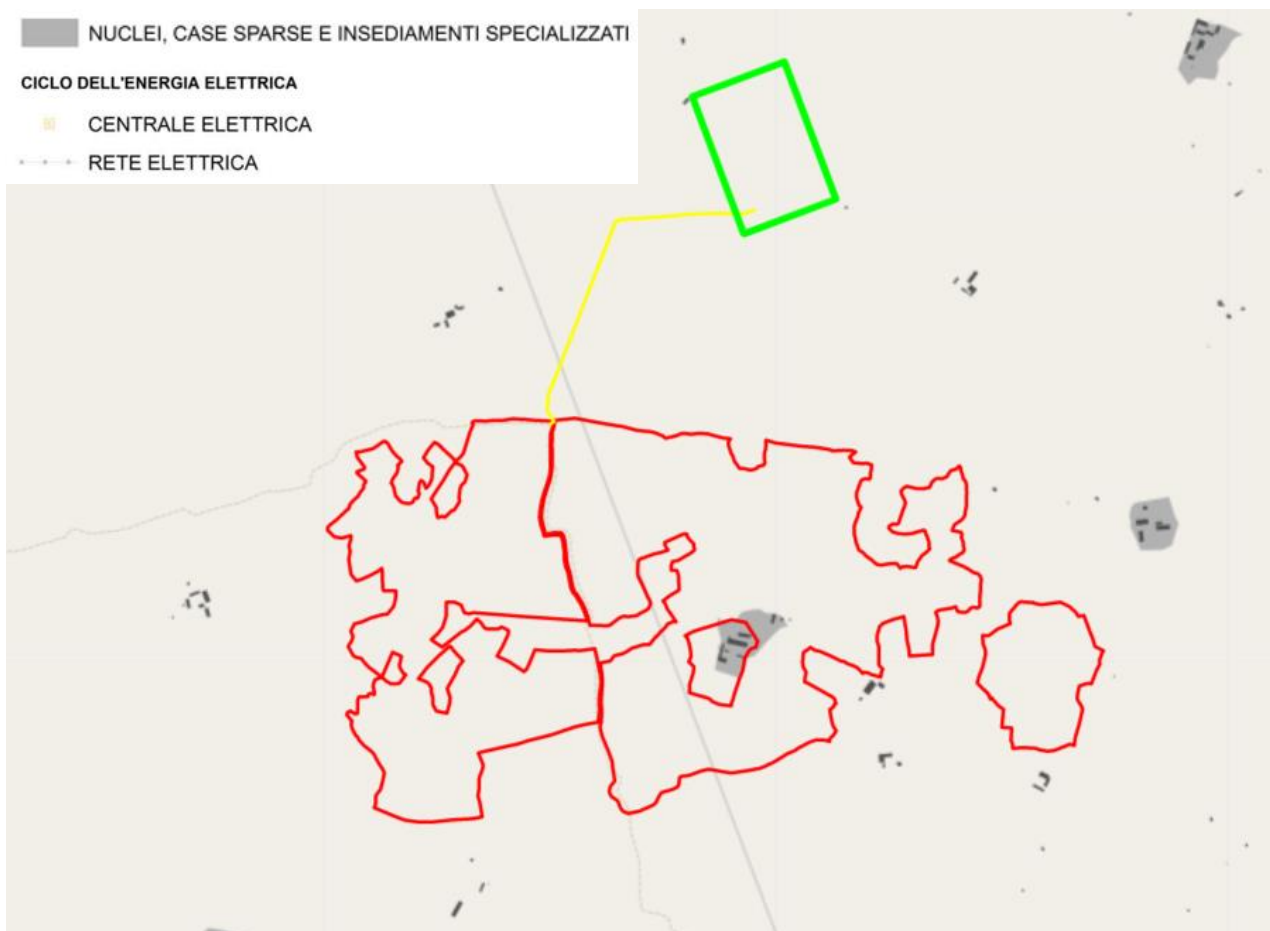 NUCLEI, CASE SPARSE E INSEDIAMENTI SPECIALIZZATI
CICLO DELL'ENERGIA ELETTRICA
CENTRALE ELETTRICA
RETE ELETTRICA